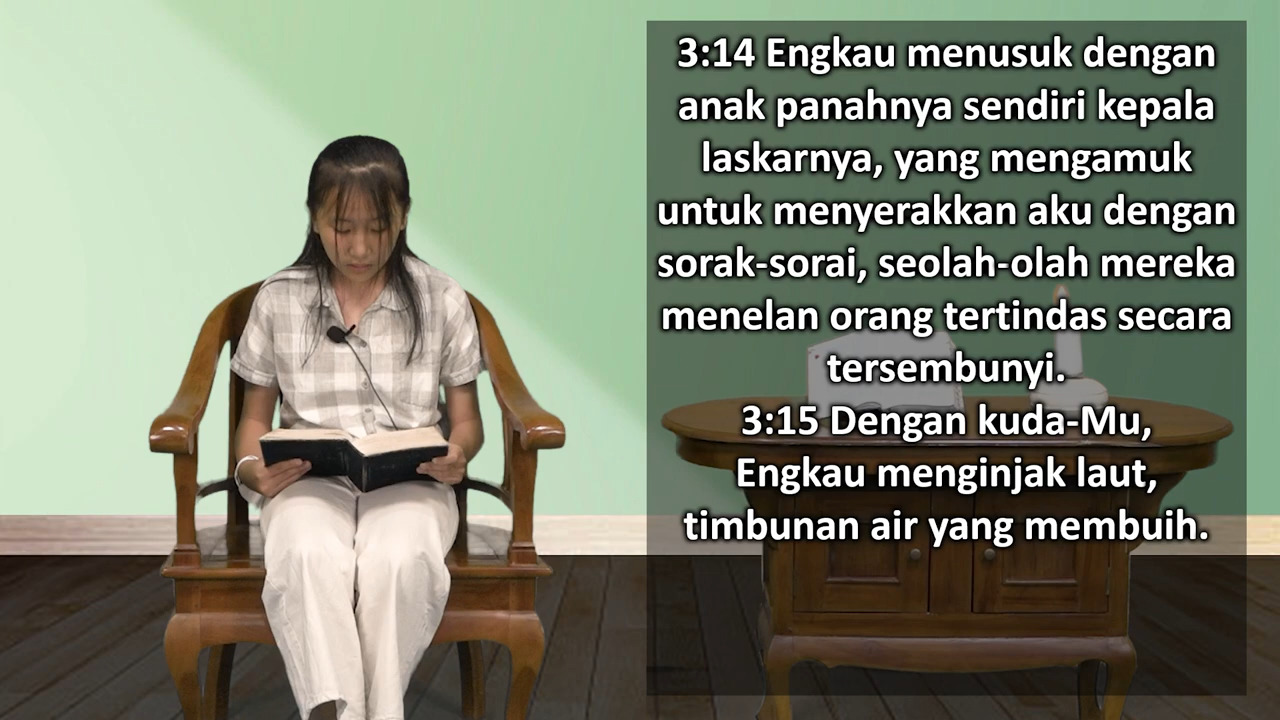 3:14 Engkau menusuk dengan
anak panahnya sendiri kepala
laskarnya, yang mengamuk
untuk menyerakkan aku dengan
sorak-sorai, seolah-olah mereka
menelan orang tertindas secara
tersembunyi.
3:15 Dengan kuda-Mu,
Engkau menginjak laut,
timbunan air yang membuih.